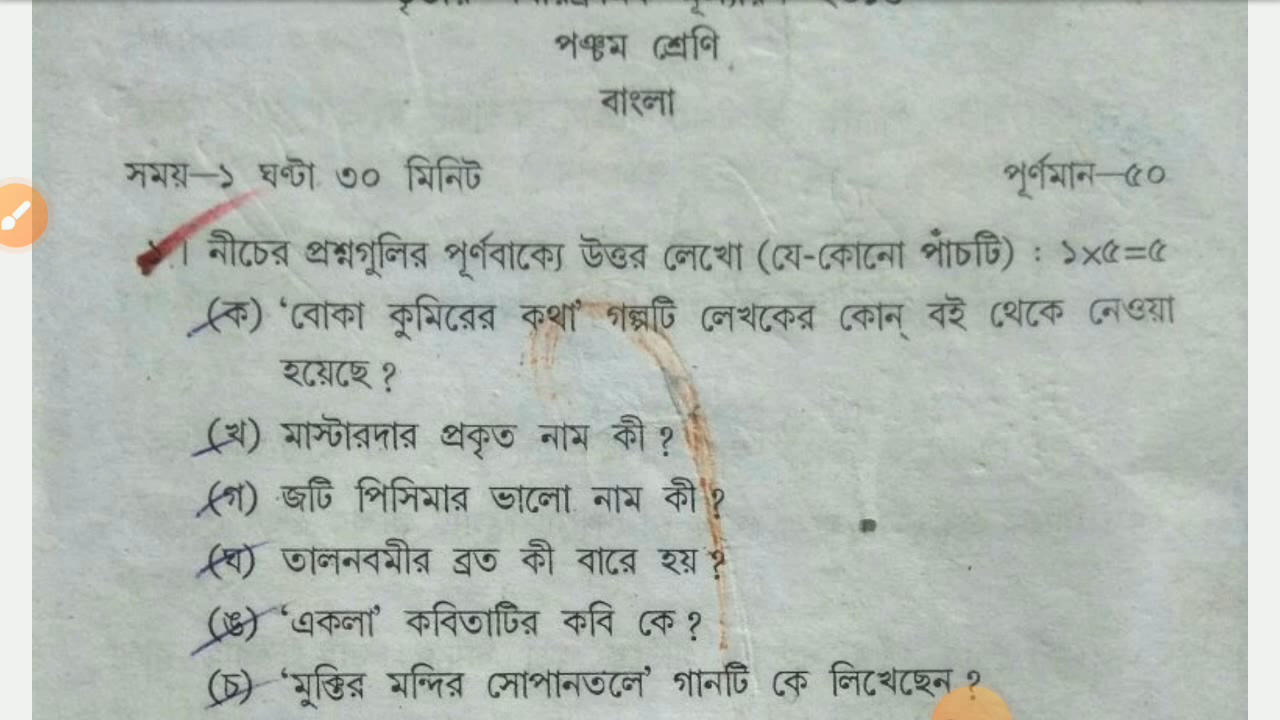 পঞ্চম শ্রেণি
বাংলা
সময়—১ ঘণ্টা ৩০ মিনিট পূর্ণমান—৫০
১। নীচের প্রশ্নগুলির পূর্ণবাক্যে উত্তর লেখো (যে-কোনো পাঁচটি) : ১×৫=৫
(ক) ‘বোকা কুমিরের কথা’ গল্পটি লেখকের কোন্ বই থেকে নেওয়া
হয়েছে ?
(খ) মাস্টারদার প্রকৃত নাম কী ?
(গ) জটি পিসিমার ভালো নাম কী ?
(ঘ) তালনবমীর ব্রত কী বারে হয় ?
(ঙ) ‘একলা’ কবিতাটির কবি কে ?
(চ) ‘মুক্তির মন্দির সোপানতলে’ গানটি কে লিখেছেন ?